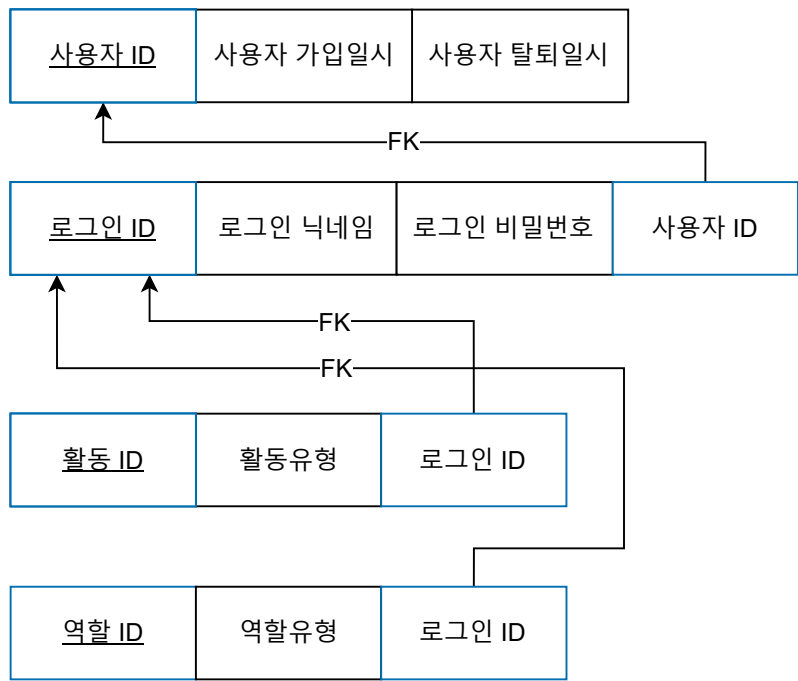 사용자 ID 사용자 가입일시 사용자 탈퇴일시
FK
로그인 ID 로그인 닉네임 로그인 비밀번호 사용자 ID
FK
FK
활동 ID 활동유형 로그인 ID
역할 ID 역할유형 로그인 ID